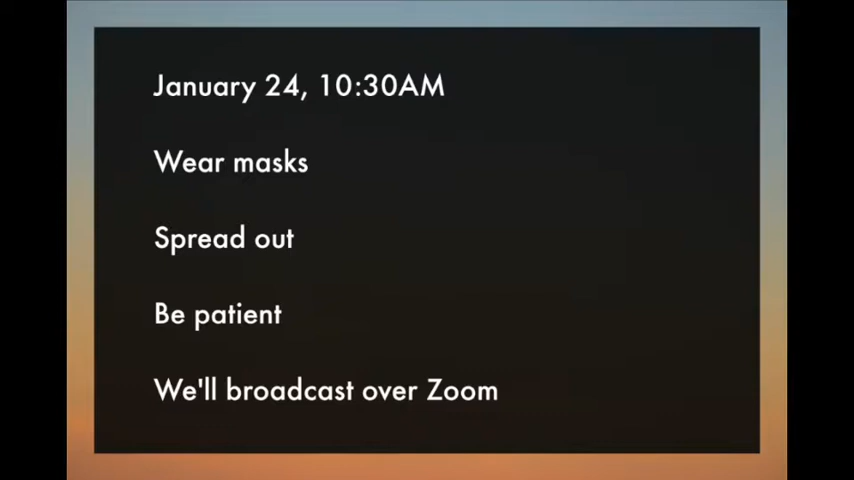 January 24, 10:30AM
Wear masks
Spread out
Be patient
We'll broadcast over Zoom